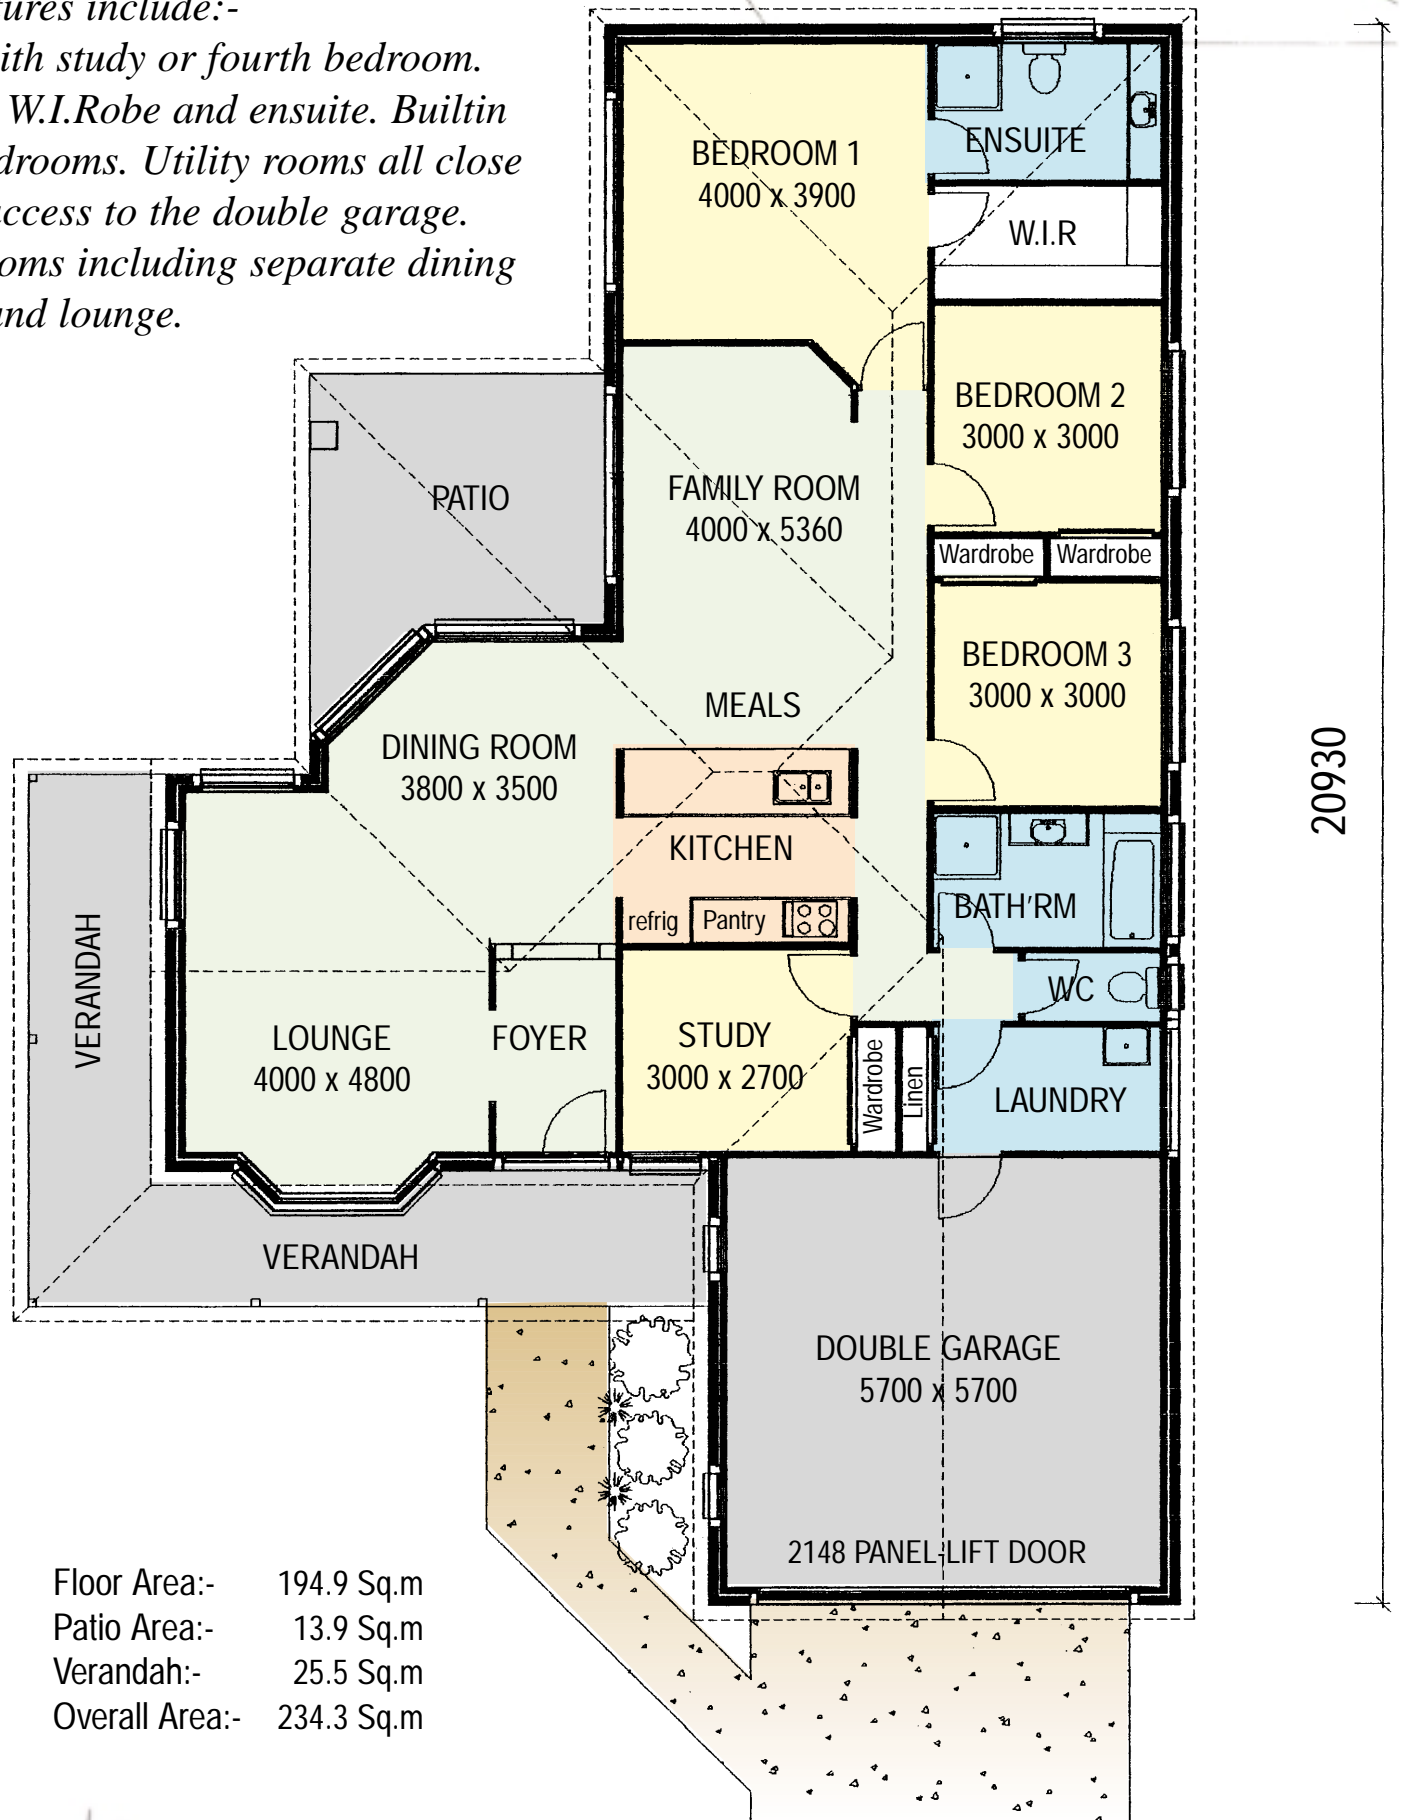 tures include:-
ith study or fourth bedroom.
W.I.Robe and ensuite. Builtin
drooms. Utility rooms all close
access to the double garage.
oms including separate dining
and lounge.
BEDROOM 1
4000 x 3900
ENSUITE
W.I.R
BEDROOM 2
3000 x 3000
PATIO
FAMILY ROOM
4000 x 5360
Wardrobe
Wardrobe
BEDROOM 3
3000 x 3000
MEALS
DINING ROOM
3800 x 3500
20930
KITCHEN
refrig
Pantry
BATH'RM
VERANDAH
WC
LOUNGE
4000 x 4800
FOYER
STUDY
3000 x 2700
Wardrobe
Linen
LAUNDRY
VERANDAH
DOUBLE GARAGE
5700 x 5700
2148 PANEL-LIFT DOOR
Floor Area:- 194.9 Sq.m
Patio Area:- 13.9 Sq.m
Verandah:- 25.5 Sq.m
Overall Area:- 234.3 Sq.m